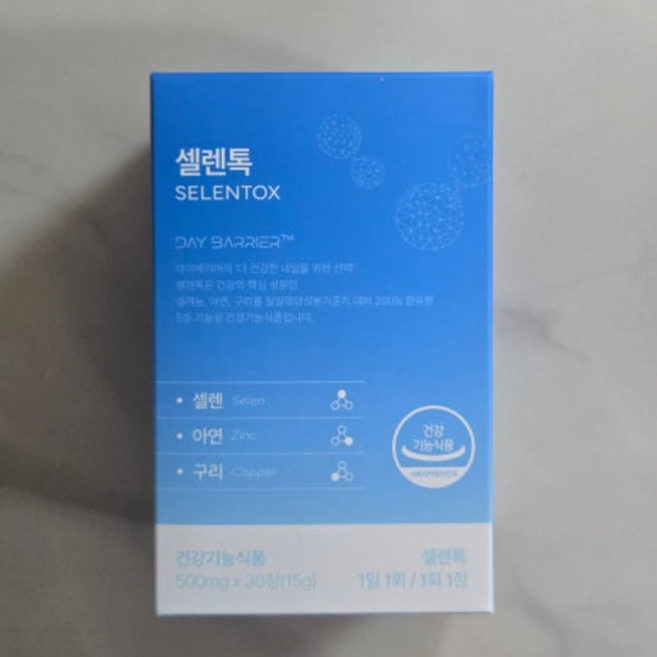 셀렌톡
SELENTOX
DAY BARRIER™
데이베리어의 '더 건강한 내일을 위한 선택'
셀렌톡은 건강의 핵심 성분인
셀레늄, 아연, 구리를 일일영양성분기준치 대비 200% 함유한
5중 기능성 건강기능식품입니다.
• 셀렌 Selen
• 아연 Zinc
• 구리 Copper
건강
기능식품
건강기능식품
셀렌톡
500mg x 30정(15g)
1일 1회 / 1회 1정